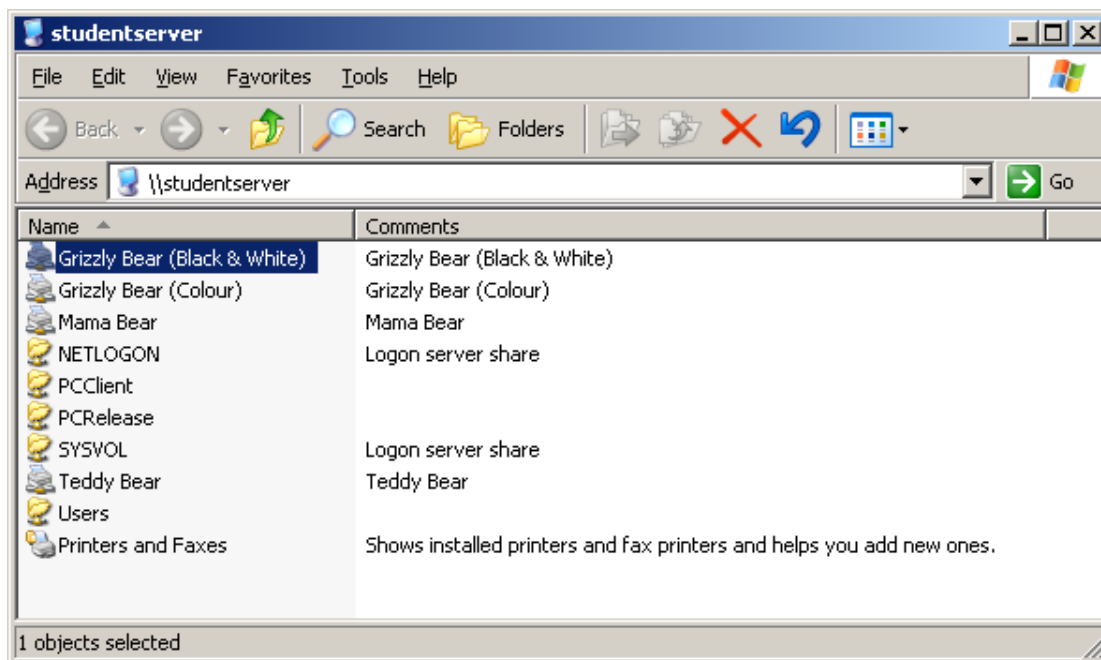 studentserver
File Edit View Favorites Tools Help
Back Search Folders
Address \\studentserver Go
Name Comments
Grizzly Bear (Black & White) Grizzly Bear (Black & White)
Grizzly Bear (Colour) Grizzly Bear (Colour)
Mama Bear Mama Bear
NETLOGON Logon server share
PCClient
PCRelease
SYSVOL Logon server share
Teddy Bear Teddy Bear
Users
Printers and Faxes Shows installed printers and fax printers and helps you add new ones.
1 objects selected